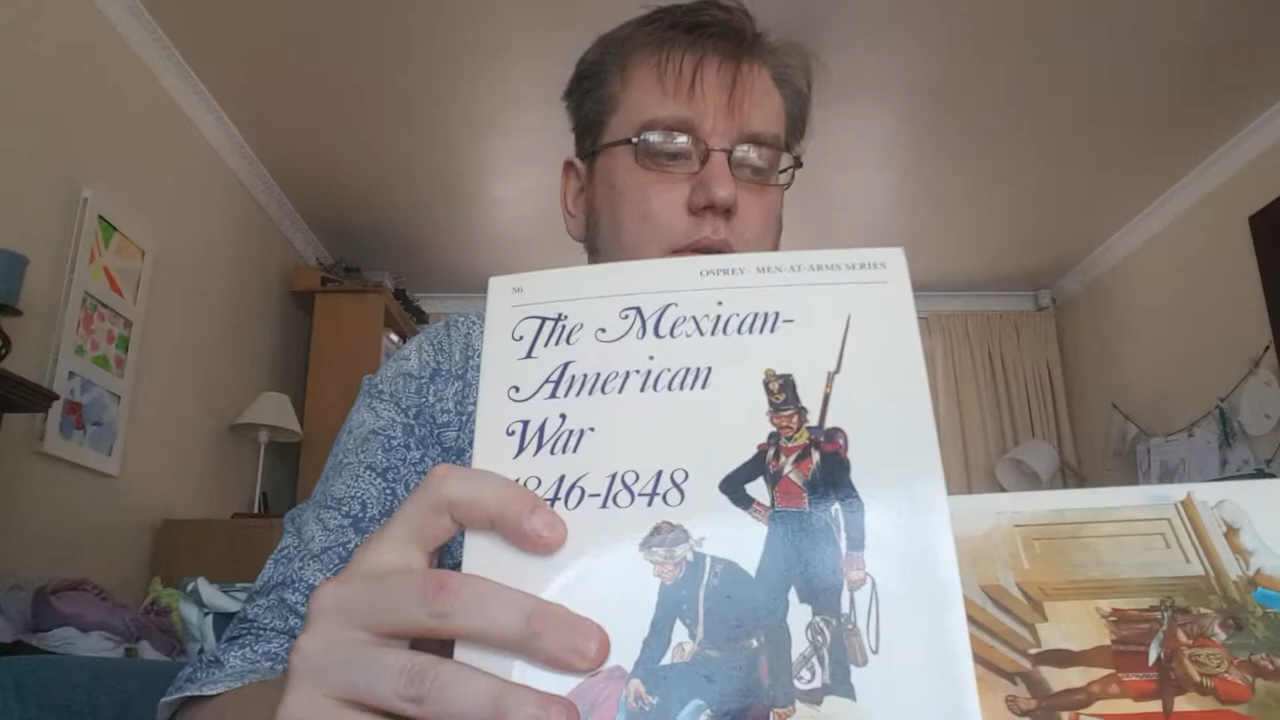 56
OSPREY · MEN-AT-ARMS SERIES
The Mexican-
American
War
1846-1848